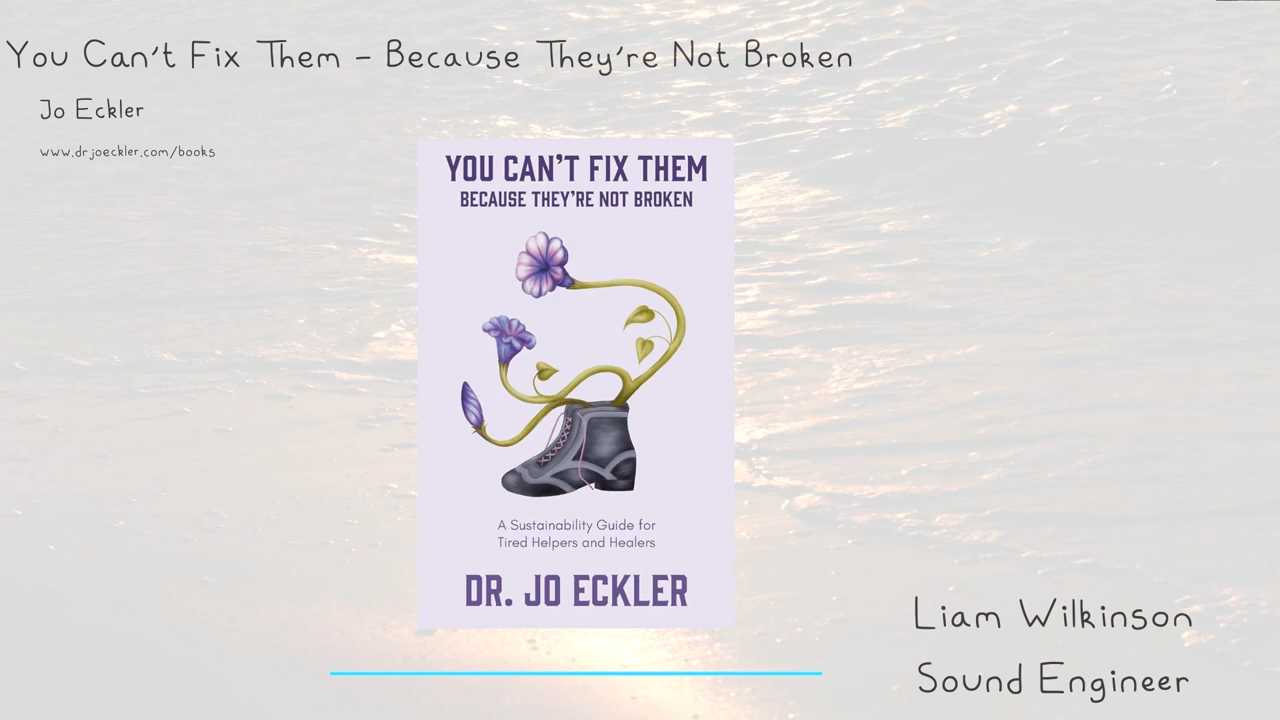 You Can't Fix Them - Because They're Not Broken
Jo Eckler
www.drjoeckler.com/books
YOU CAN'T FIX THEM
BECAUSE THEY'RE NOT BROKEN
A Sustainability Guide for
Tired Helpers and Healers
DR. JO ECKLER
Liam Wilkinson
Sound Engineer